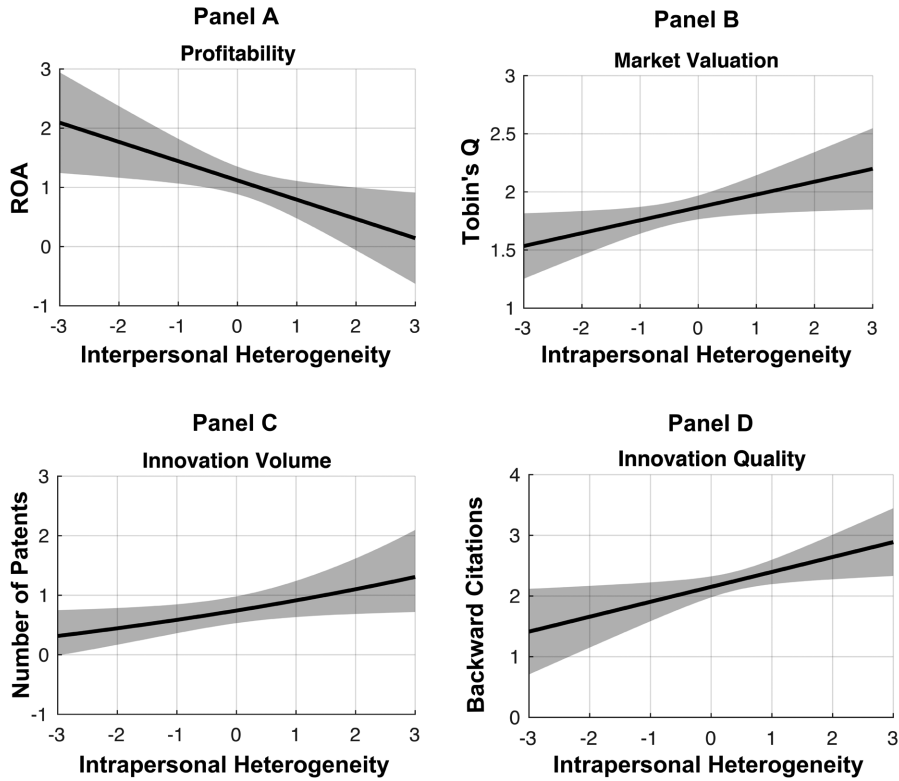 Panel A
Profitability
ROA
3
2
1
0
-1
-3 -2 -1 0 1 2 3
Interpersonal Heterogeneity
Panel B
Market Valuation
Tobin's Q
3
2.5
2
1.5
1
-3 -2 -1 0 1 2 3
Intrapersonal Heterogeneity
Panel C
Innovation Volume
Number of Patents
3
2
1
0
-1
-3 -2 -1 0 1 2 3
Intrapersonal Heterogeneity
Panel D
Innovation Quality
Backward Citations
4
3
2
1
0
-3 -2 -1 0 1 2 3
Intrapersonal Heterogeneity